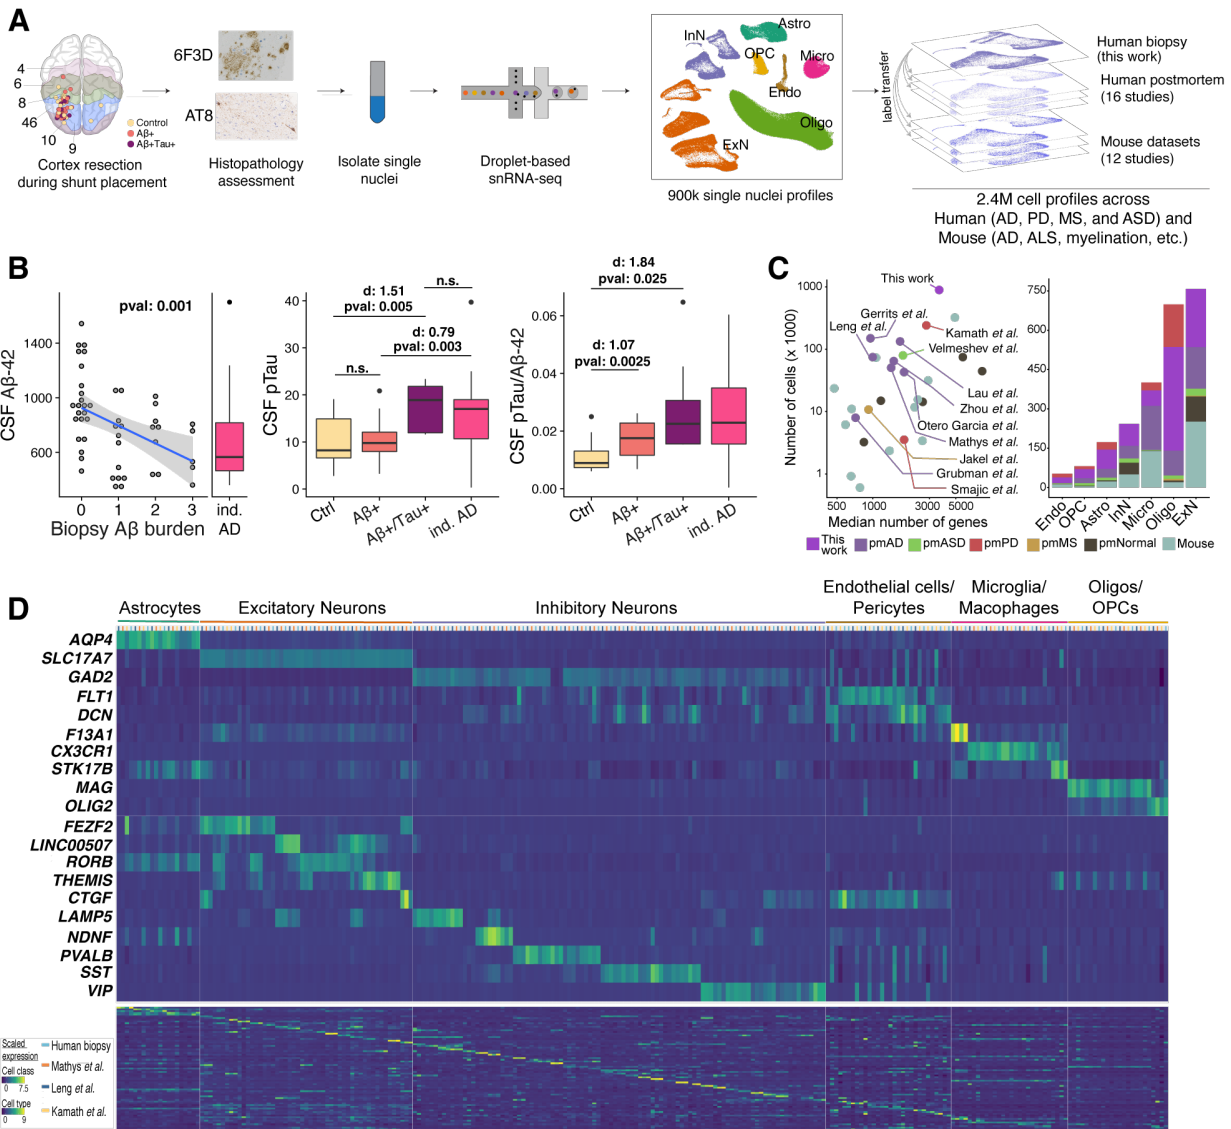 A
4
6
8
46
10
9
Control
Aβ+
Aβ+Tau+
Cortex resection
during shunt placement
6F3D
AT8
Histopathology
assessment
Isolate single
nuclei
Droplet-based
snRNA-seq
InN
Astro
OPC
Micro
Endo
Oligo
ExN
900k single nuclei profiles
label transfer
Human biopsy
(this work)
Human postmortem
(16 studies)
Mouse datasets
(12 studies)
2.4M cell profiles across
Human (AD, PD, MS, and ASD) and
Mouse (AD, ALS, myelination, etc.)
B
CSF Aβ-42
1400
1000
600
pval: 0.001
0 1 2 3
Biopsy Aβ burden
ind.
AD
CSF pTau
40
30
20
10
0
d: 1.51
pval: 0.005
n.s.
d: 0.79
pval: 0.003
n.s.
Ctrl
Aβ+
Aβ+/Tau+
ind. AD
CSF pTau/Aβ-42
0.06
0.04
0.02
0.00
d: 1.84
pval: 0.025
d: 1.07
pval: 0.0025
Ctrl
Aβ+
Aβ+/Tau+
ind. AD
C
Number of cells (x 1000)
1000
100
10
1
This work
Gerrits et al.
Leng et al.
Kamath et al.
Velmeshev et al.
Lau et al.
Zhou et al.
Otero Garcia et al.
Mathys et al.
Jakel et al.
Grubman et al.
Smajic et al.
500 1000 3000 5000
Median number of genes
750
600
450
300
150
0
Endo
OPC
Astro
InN
Micro
Oligo
ExN
This
work
pmAD
pmASD
pmPD
pmMS
pmNormal
Mouse
D
Astrocytes
Excitatory Neurons
Inhibitory Neurons
Endothelial cells/
Pericytes
Microglia/
Macophages
Oligos/
OPCs
AQP4
SLC17A7
GAD2
FLT1
DCN
F13A1
CX3CR1
STK17B
MAG
OLIG2
FEZF2
LINC00507
RORB
THEMIS
CTGF
LAMP5
NDNF
PVALB
SST
VIP
Scaled
expression
Cell class
0 7.5
Cell type
0 9
Human biopsy
Mathys et al.
Leng et al.
Kamath et al.